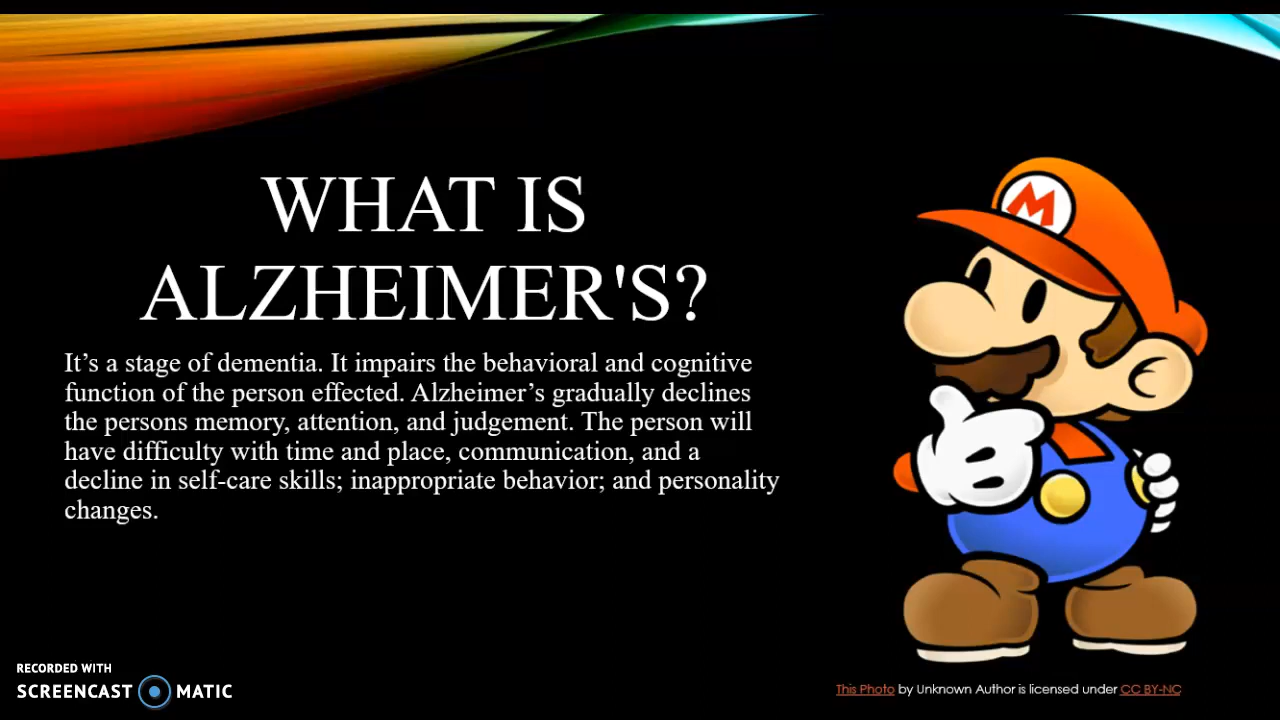 WHAT IS
ALZHEIMER'S?
It’s a stage of dementia. It impairs the behavioral and cognitive
function of the person effected. Alzheimer’s gradually declines
the persons memory, attention, and judgement. The person will
have difficulty with time and place, communication, and a
decline in self-care skills; inappropriate behavior; and personality
changes.
M
RECORDED WITH
SCREENCAST MATIC
This Photo by Unknown Author is licensed under CC BY-NC